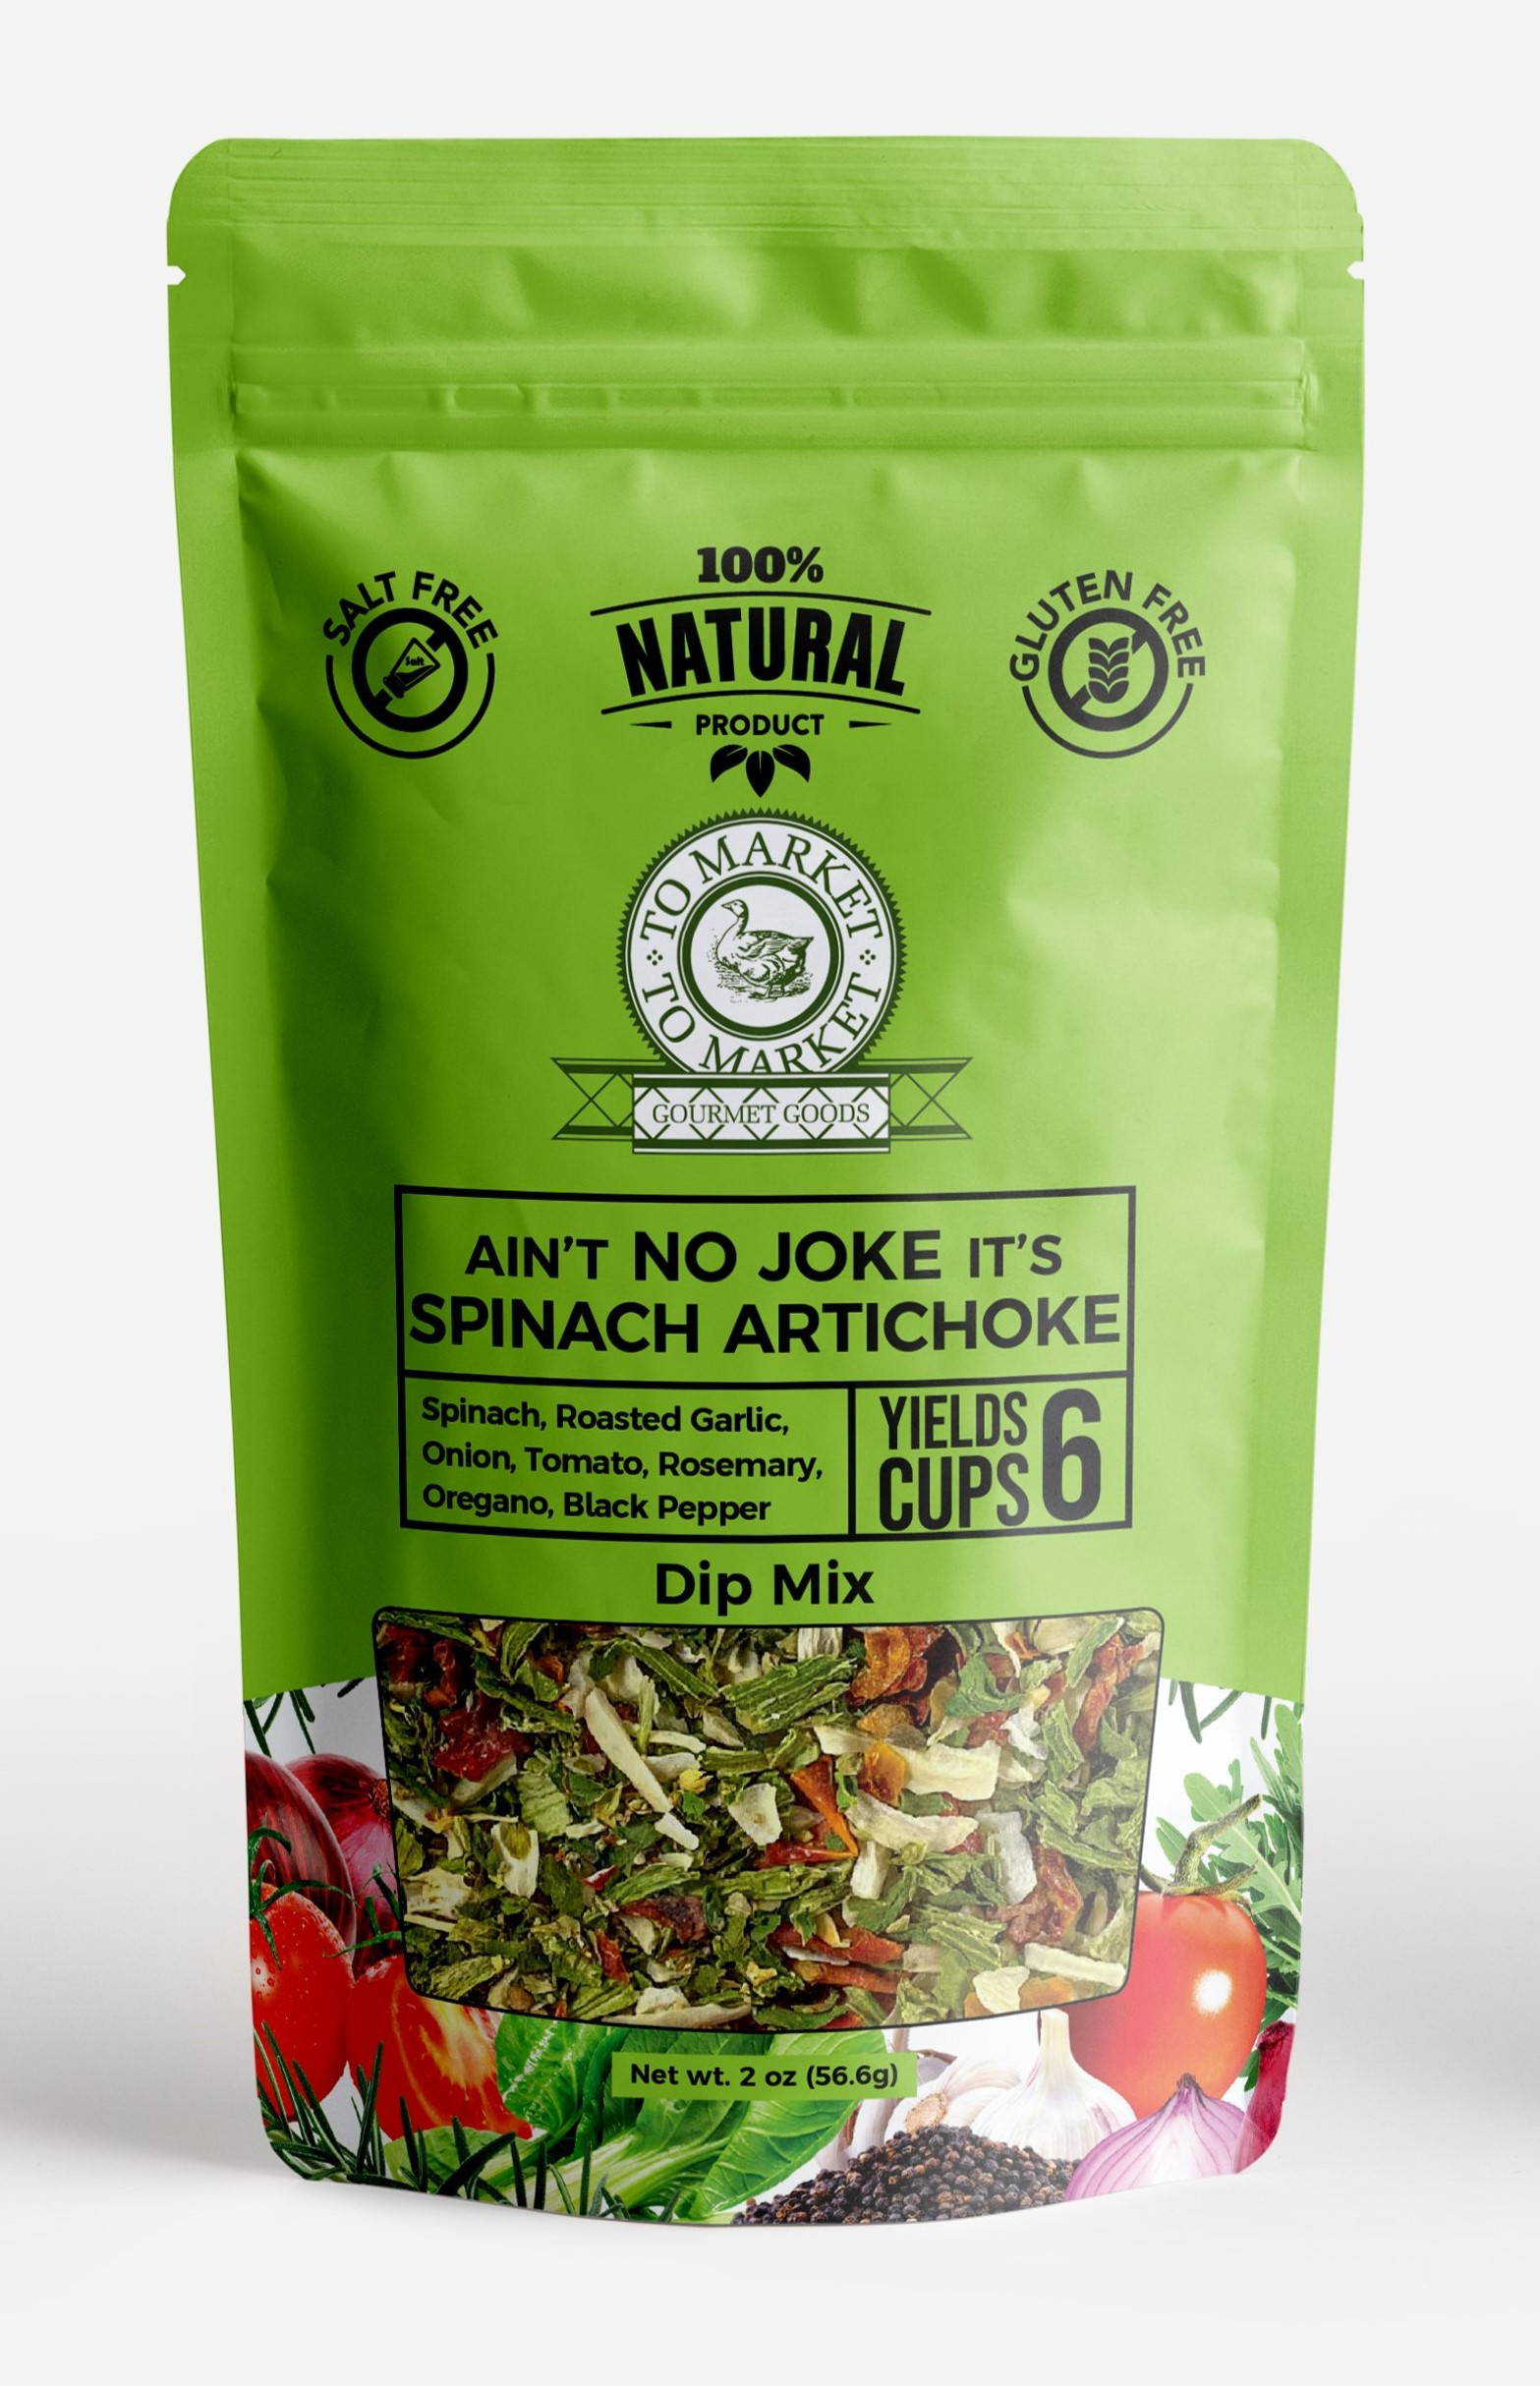 100%
NATURAL
PRODUCT
SALT FREE
Salt
GLUTEN FREE
TO MARKET
TO MARKET
GOURMET GOODS
AIN’T NO JOKE IT’S
SPINACH ARTICHOKE
Spinach, Roasted Garlic,
Onion, Tomato, Rosemary,
Oregano, Black Pepper
YIELDS
CUPS 6
Dip Mix
Net wt. 2 oz (56.6g)